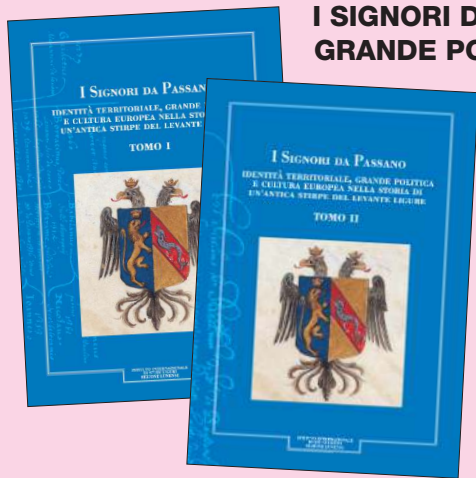 I SIGNORI D
GRANDE PO
I SIGNORI DA PASSAN
IDENTITÀ TERRITORIALE, GRANDE
E CULTURA EUROPEA NELLA STO
UN'ANTICA STIRPE DEL LEVANTE
TOMO I
I SIGNORI DA PASSANO
IDENTITÀ TERRITORIALE, GRANDE POLITICA
E CULTURA EUROPEA NELLA STORIA DI
UN'ANTICA STIRPE DEL LEVANTE LIGURE
TOMO II